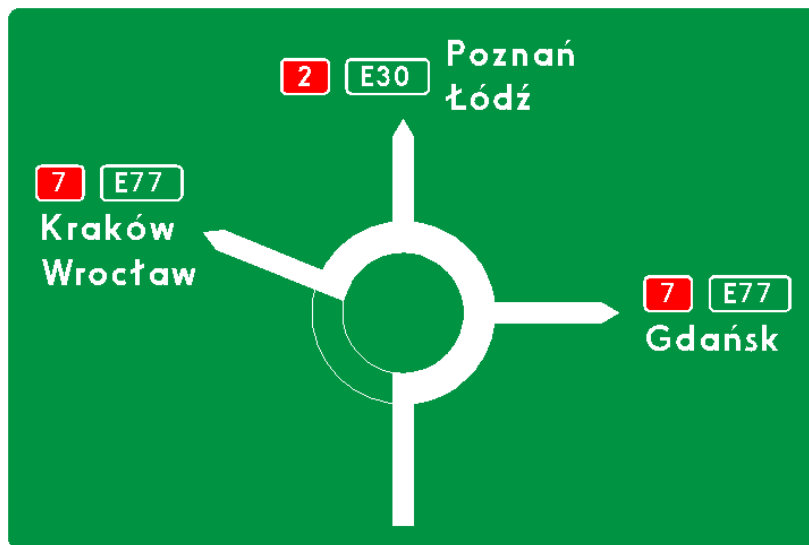 2 E30 Poznań
Łódź
7 E77
Kraków
Wrocław
7 E77
Gdańsk